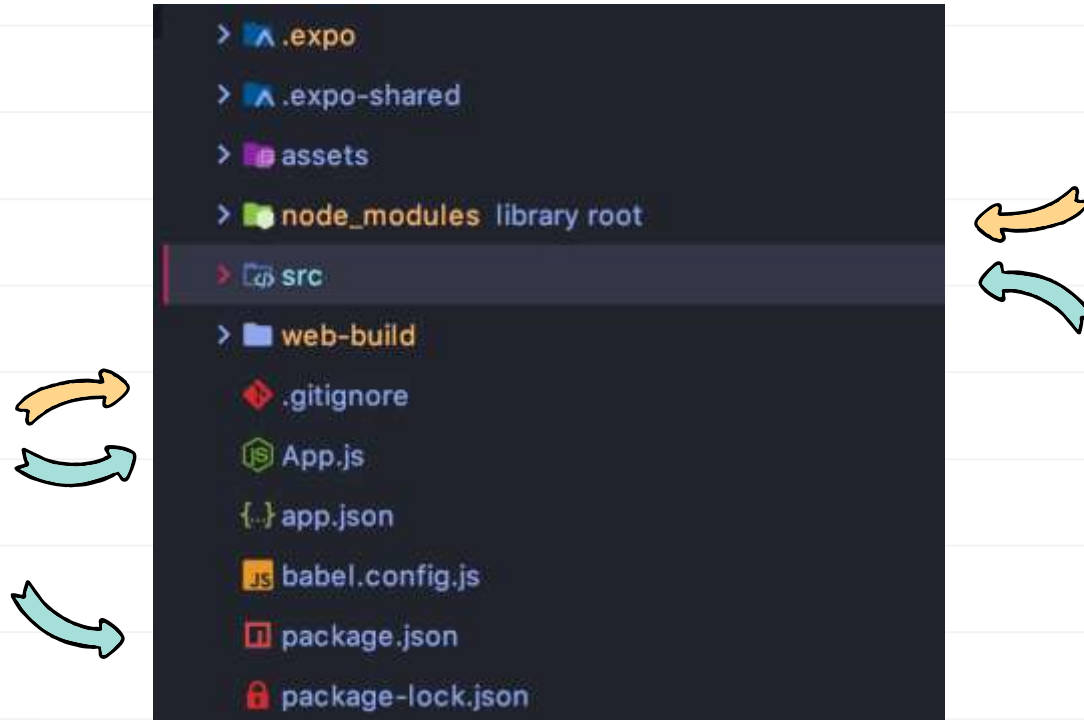 .expo
.expo-shared
assets
node_modules library root
src
web-build
.gitignore
App.js
app.json
babel.config.js
package.json
package-lock.json